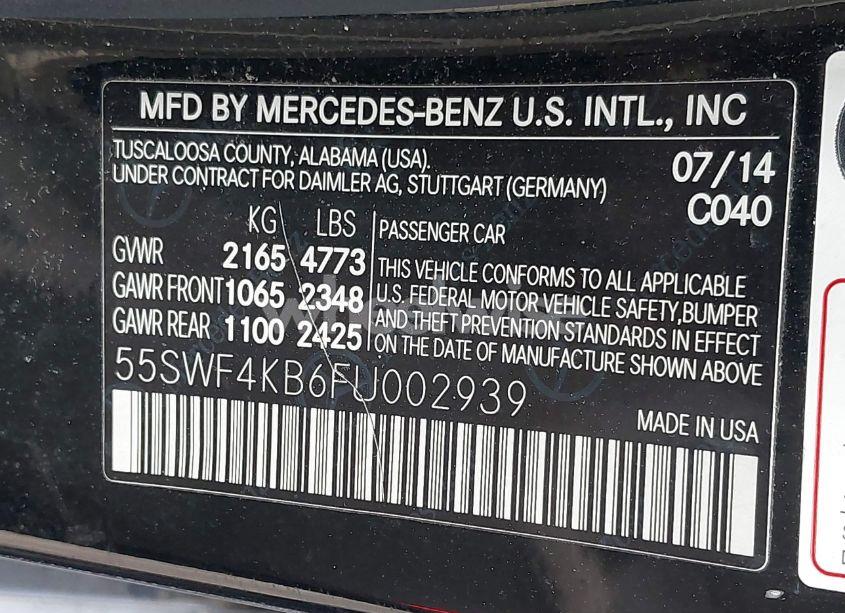 MFD BY MERCEDES-BENZ U.S. INTL., INC
TUSCALOOSA COUNTY, ALABAMA (USA).
UNDER CONTRACT FOR DAIMLER AG, STUTTGART (GERMANY)
07/14
C040
KG LBS
GVWR 2165 4773
GAWR FRONT 1065 2348
GAWR REAR 1100 2425
PASSENGER CAR
THIS VEHICLE CONFORMS TO ALL APPLICABLE
U.S. FEDERAL MOTOR VEHICLE SAFETY,BUMPER
AND THEFT PREVENTION STANDARDS IN EFFECT
ON THE DATE OF MANUFACTURE SHOWN ABOVE
55SWF4KB6FU002939
MADE IN USA